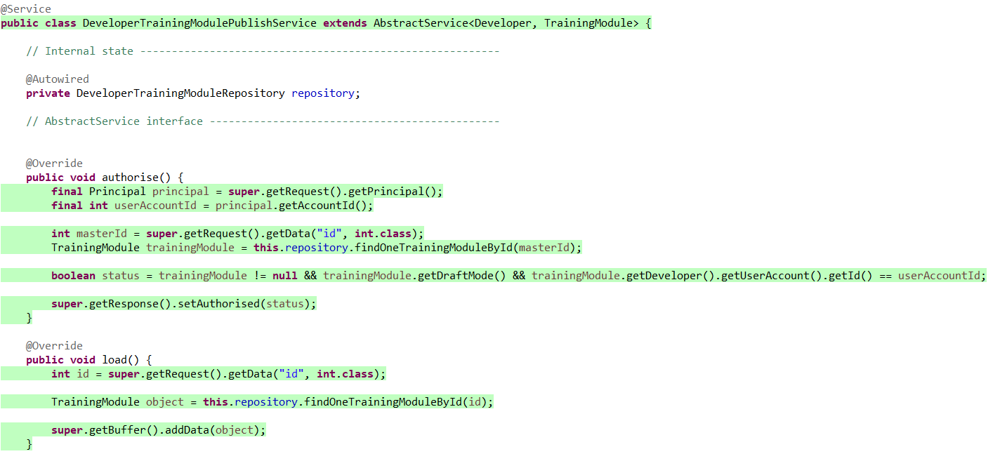 @Service
public class DeveloperTrainingModulePublishService extends AbstractService<Developer, TrainingModule> {
// Internal state ---------------------------------------------------------
@Autowired
private DeveloperTrainingModuleRepository repository;
// AbstractService interface ----------------------------------------------
@Override
public void authorise() {
final Principal principal = super.getRequest().getPrincipal();
final int userAccountId = principal.getAccountId();
int masterId = super.getRequest().getData("id", int.class);
TrainingModule trainingModule = this.repository.findOneTrainingModuleById(masterId);
boolean status = trainingModule != null && trainingModule.getDraftMode() && trainingModule.getDeveloper().getUserAccount().getId() == userAccountId;
super.getResponse().setAuthorised(status);
}
@Override
public void load() {
int id = super.getRequest().getData("id", int.class);
TrainingModule object = this.repository.findOneTrainingModuleById(id);
super.getBuffer().addData(object);
}